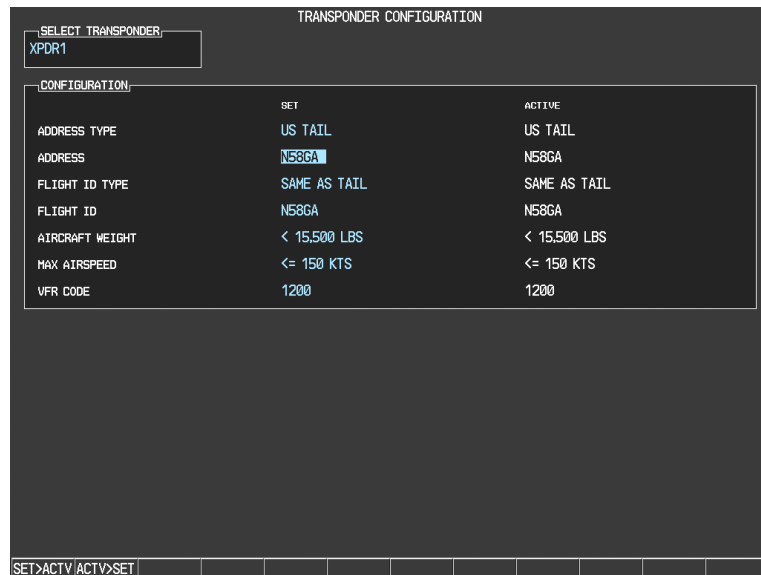 TRANSPONDER CONFIGURATION
SELECT TRANSPONDER
XPDR1
CONFIGURATION
SET ACTIVE
ADDRESS TYPE US TAIL US TAIL
ADDRESS N58GA N58GA
FLIGHT ID TYPE SAME AS TAIL SAME AS TAIL
FLIGHT ID N58GA N58GA
AIRCRAFT WEIGHT < 15,500 LBS < 15,500 LBS
MAX AIRSPEED <= 150 KTS <= 150 KTS
VFR CODE 1200 1200
SET>ACTV ACTV>SET